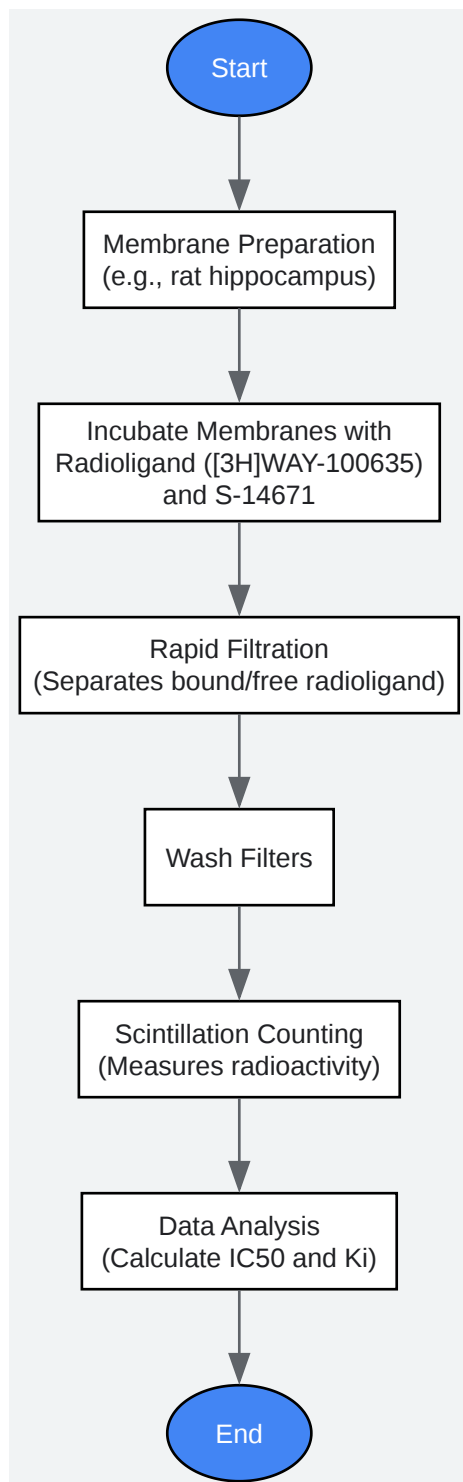 Start
Membrane Preparation
(e.g., rat hippocampus)
Incubate Membranes with
Radioligand ([3H]WAY-100635)
and S-14671
Rapid Filtration
(Separates bound/free radioligand)
Wash Filters
Scintillation Counting
(Measures radioactivity)
Data Analysis
(Calculate IC50 and Ki)
End